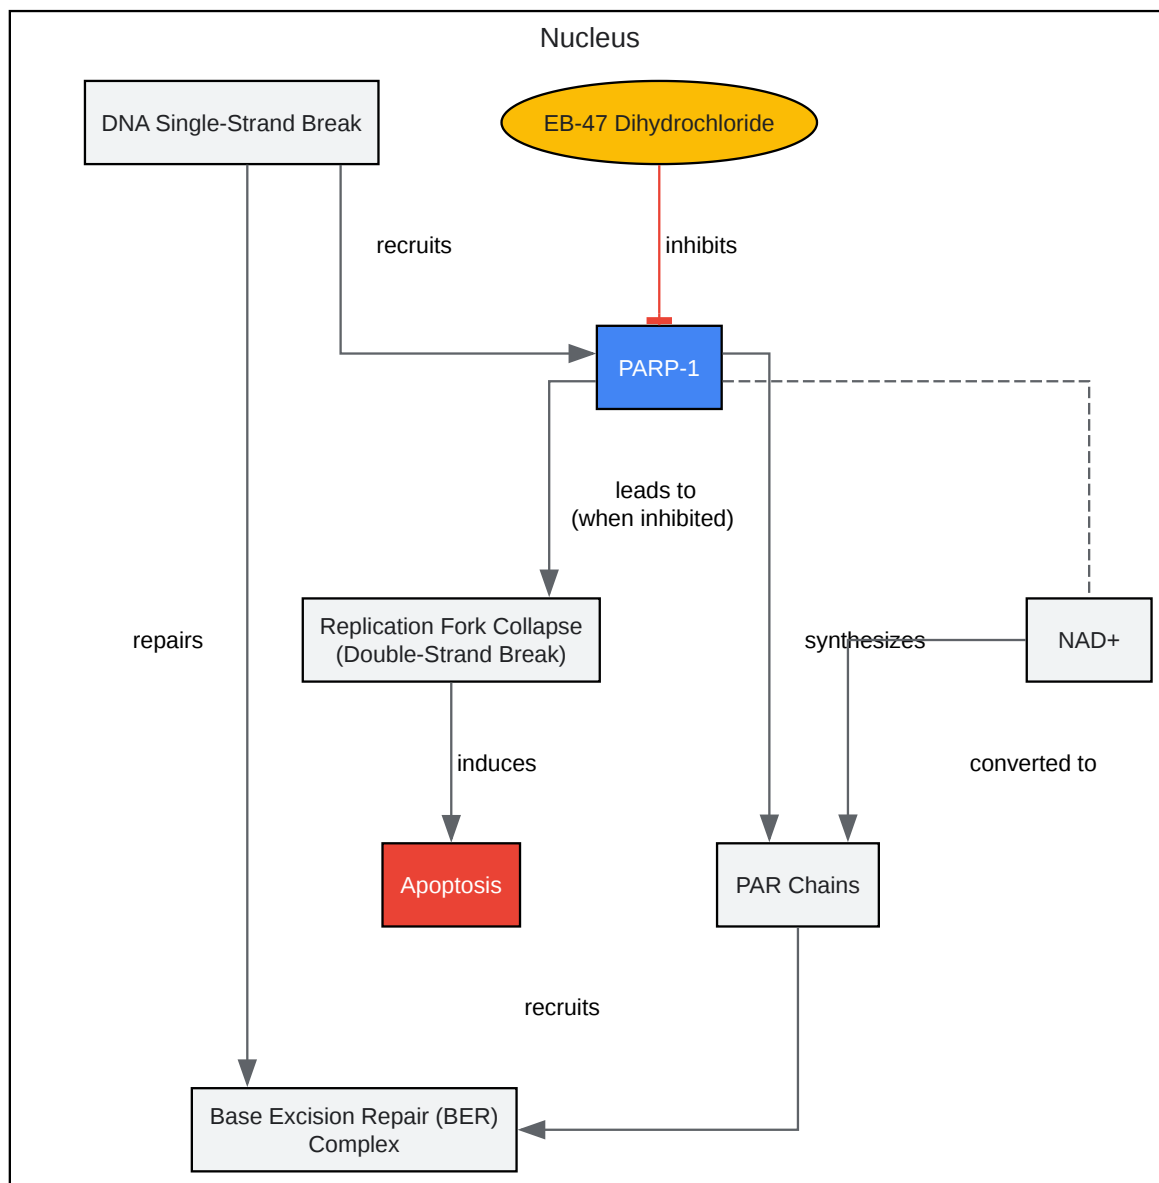 Nucleus
DNA Single-Strand Break
EB-47 Dihydrochloride
recruits
inhibits
PARP-1
leads to
(when inhibited)
Replication Fork Collapse
(Double-Strand Break)
repairs
synthesizes
NAD+
induces
converted to
Apoptosis
PAR Chains
recruits
Base Excision Repair (BER)
Complex